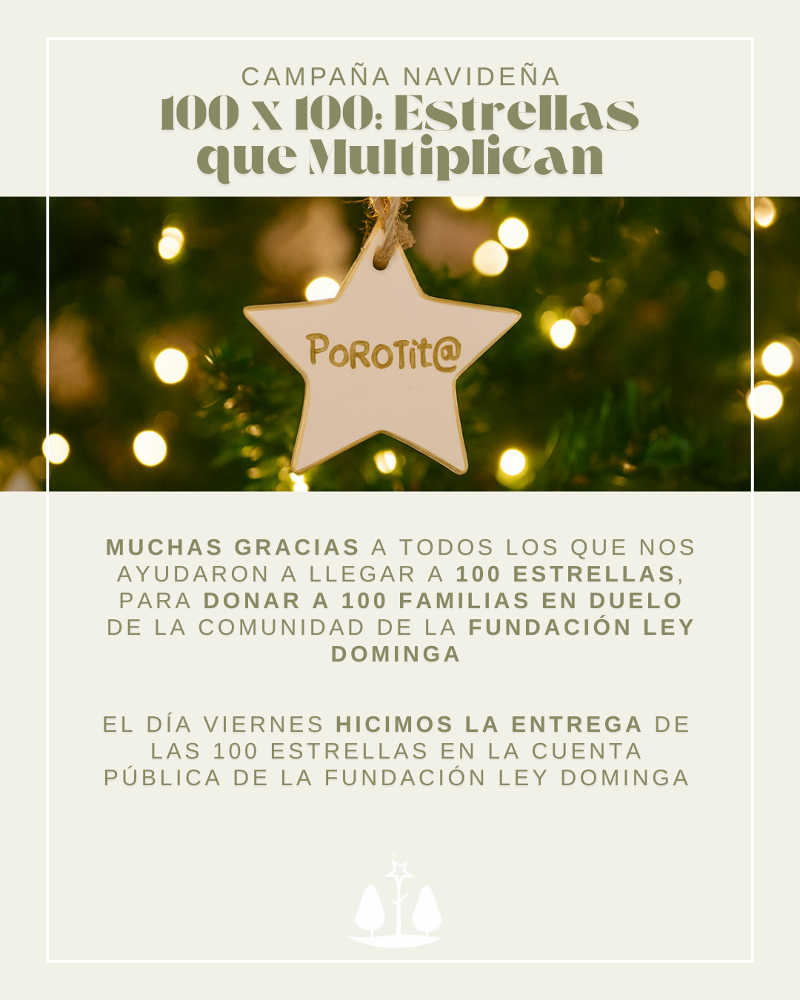 CAMPAÑA NAVIDEÑA
100 x 100: Estrellas
que Multiplican
PoRoTit@
MUCHAS GRACIAS A TODOS LOS QUE NOS
AYUDARON A LLEGAR A 100 ESTRELLAS,
PARA DONAR A 100 FAMILIAS EN DUELO
DE LA COMUNIDAD DE LA FUNDACIÓN LEY
DOMINGA
EL DÍA VIERNES HICIMOS LA ENTREGA DE
LAS 100 ESTRELLAS EN LA CUENTA
PÚBLICA DE LA FUNDACIÓN LEY DOMINGA